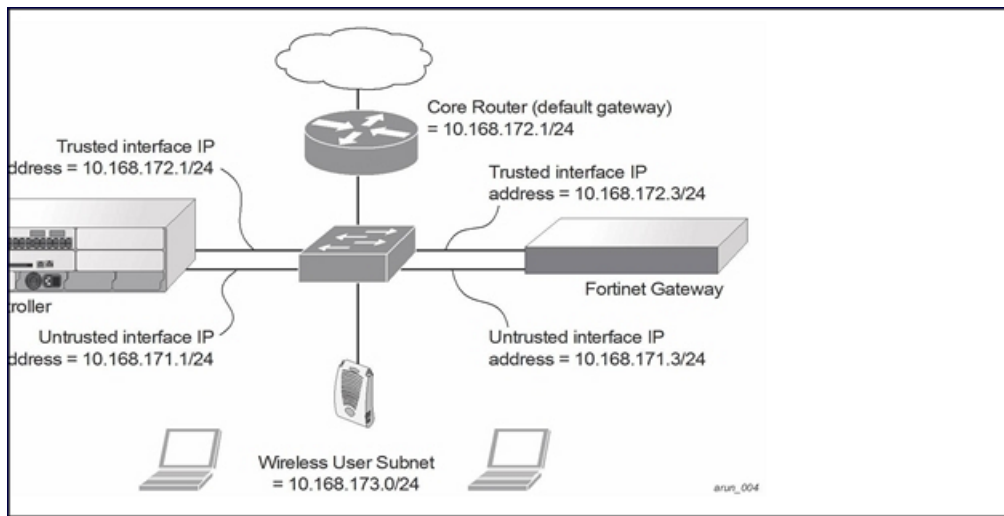 Core Router (default gateway)
= 10.168.172.1/24
Trusted interface IP
address = 10.168.172.1/24
Trusted interface IP
address = 10.168.172.3/24
Fortinet Gateway
troller
Untrusted interface IP
address = 10.168.171.1/24
Untrusted interface IP
address = 10.168.171.3/24
Wireless User Subnet
= 10.168.173.0/24
arun_004